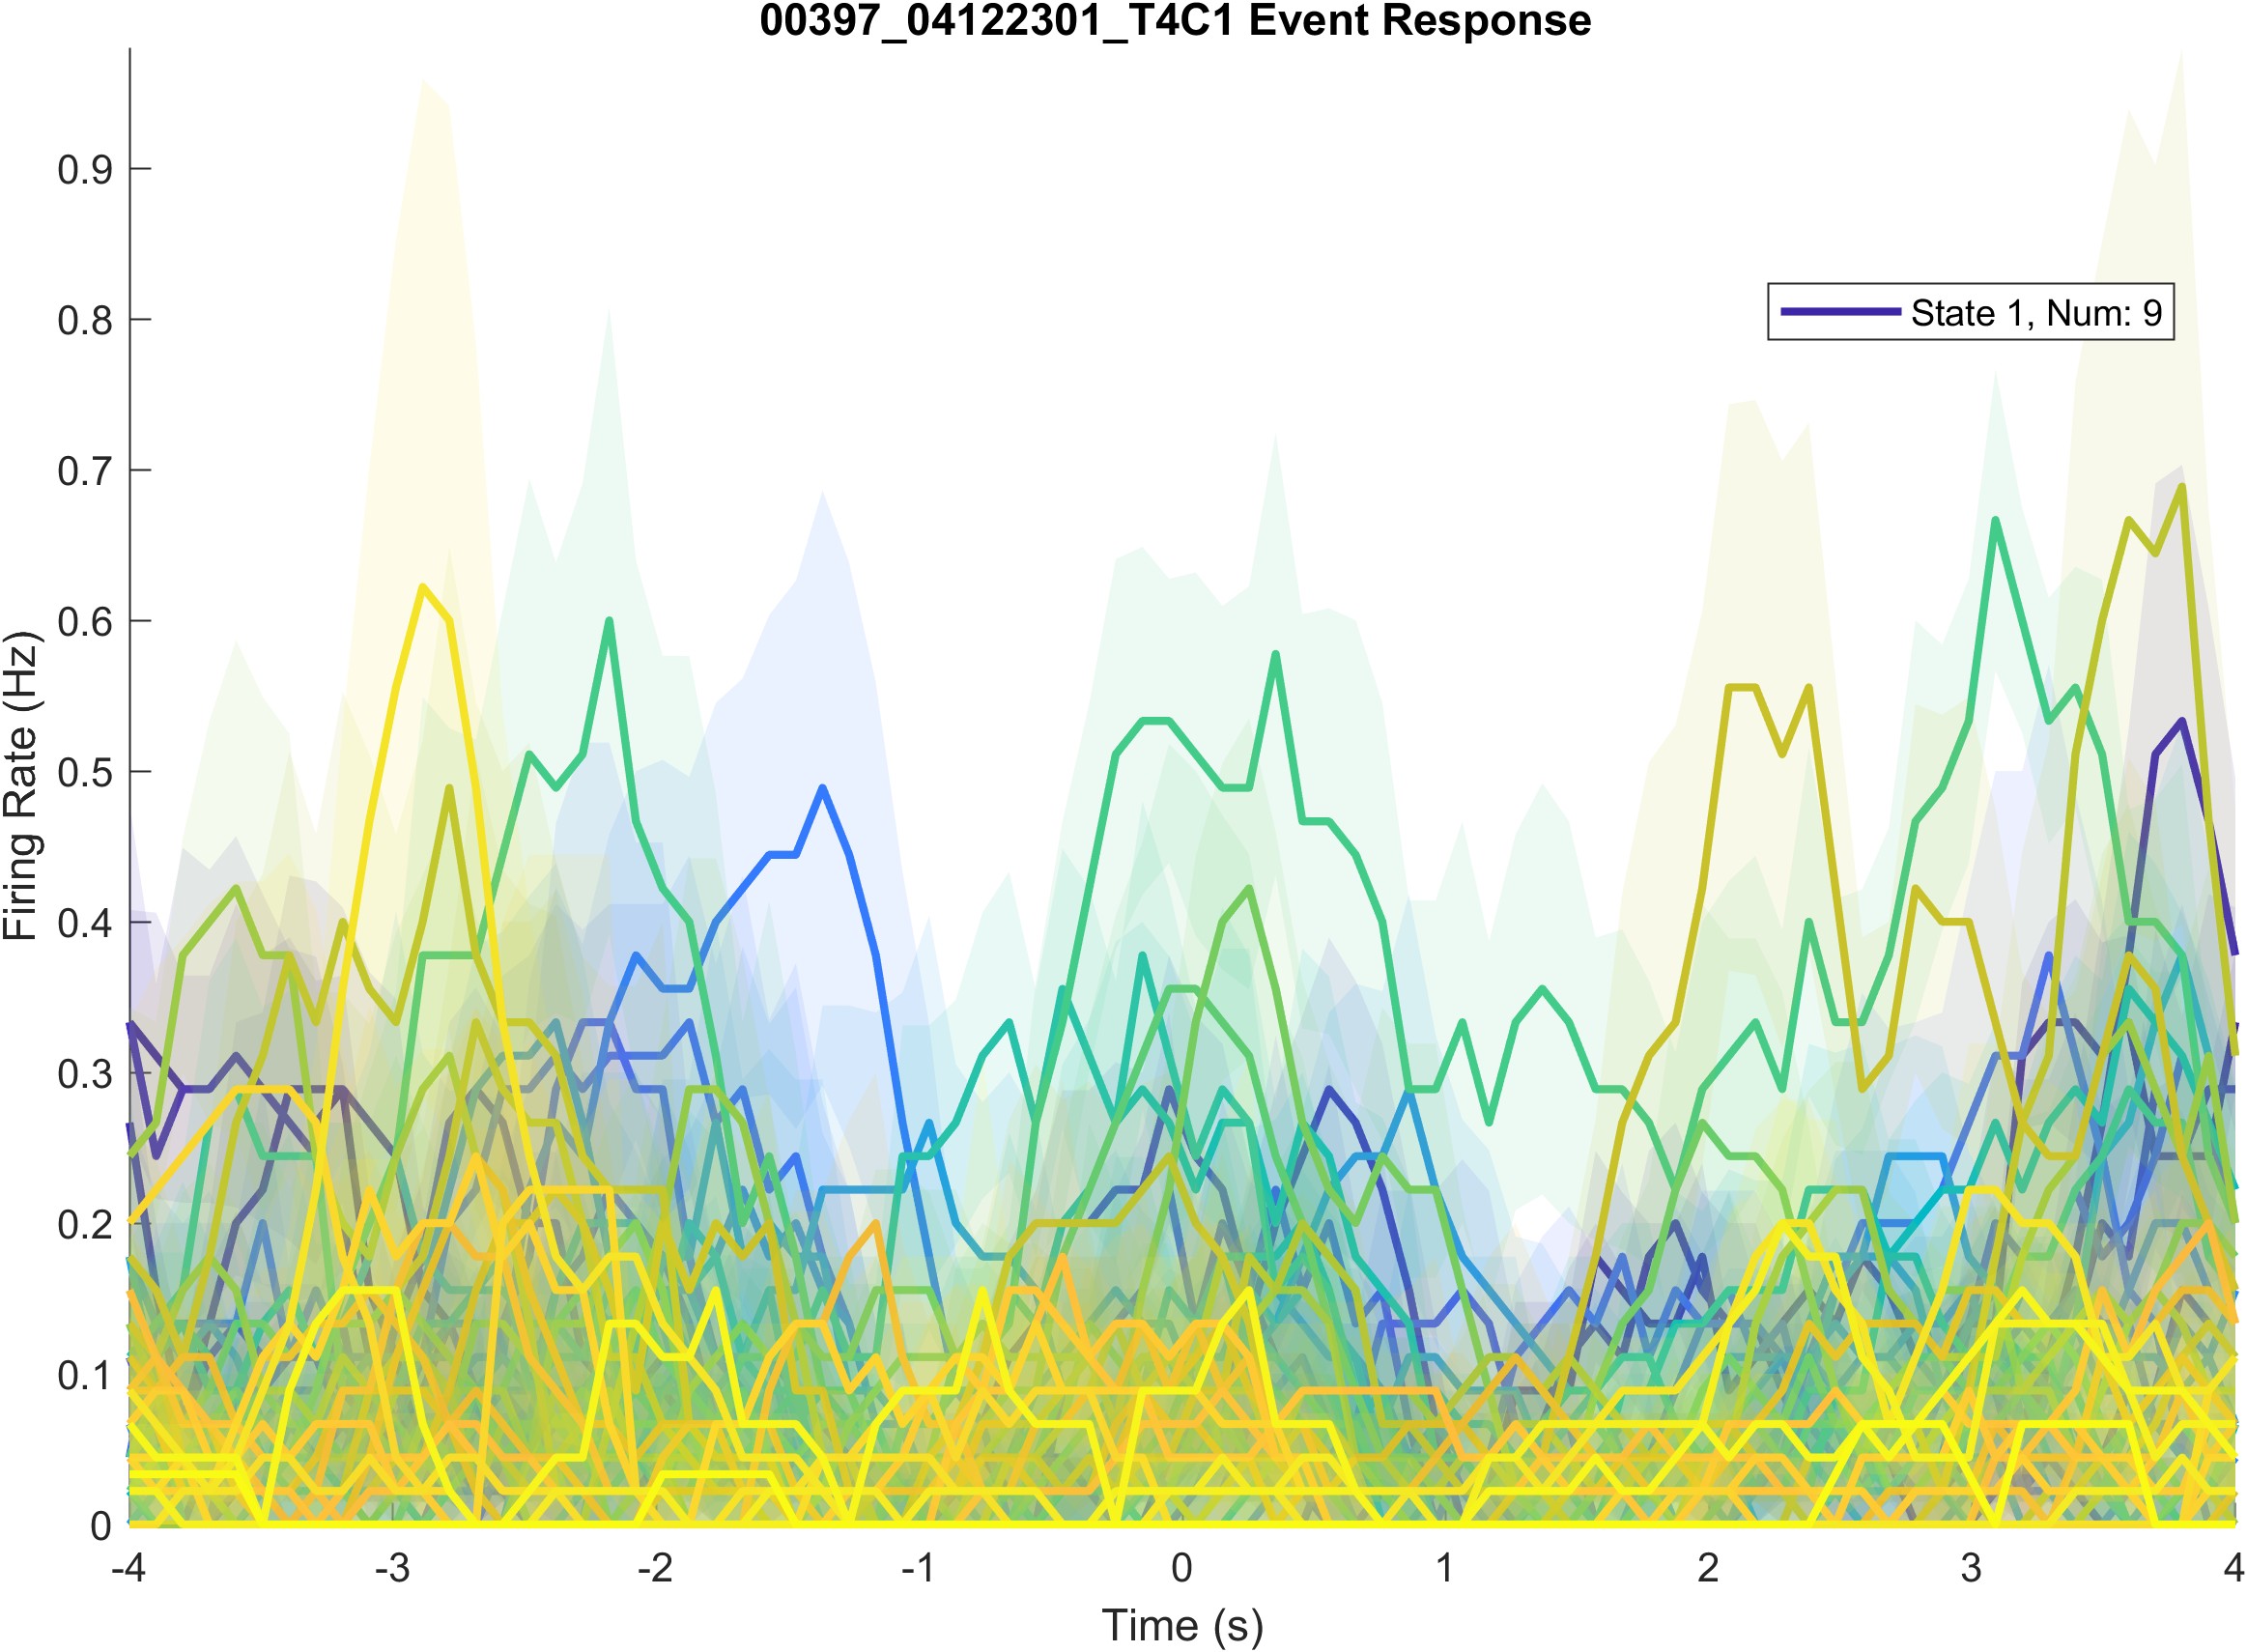 00397_04122301_T4C1 Event Response
0.9
0.8
0.7
0.6
0.5
0.4
0.3
0.2
0.1
0
Firing Rate (Hz)
State 1, Num: 9
-4 -3 -2 -1 0 1 2 3 4
Time (s)